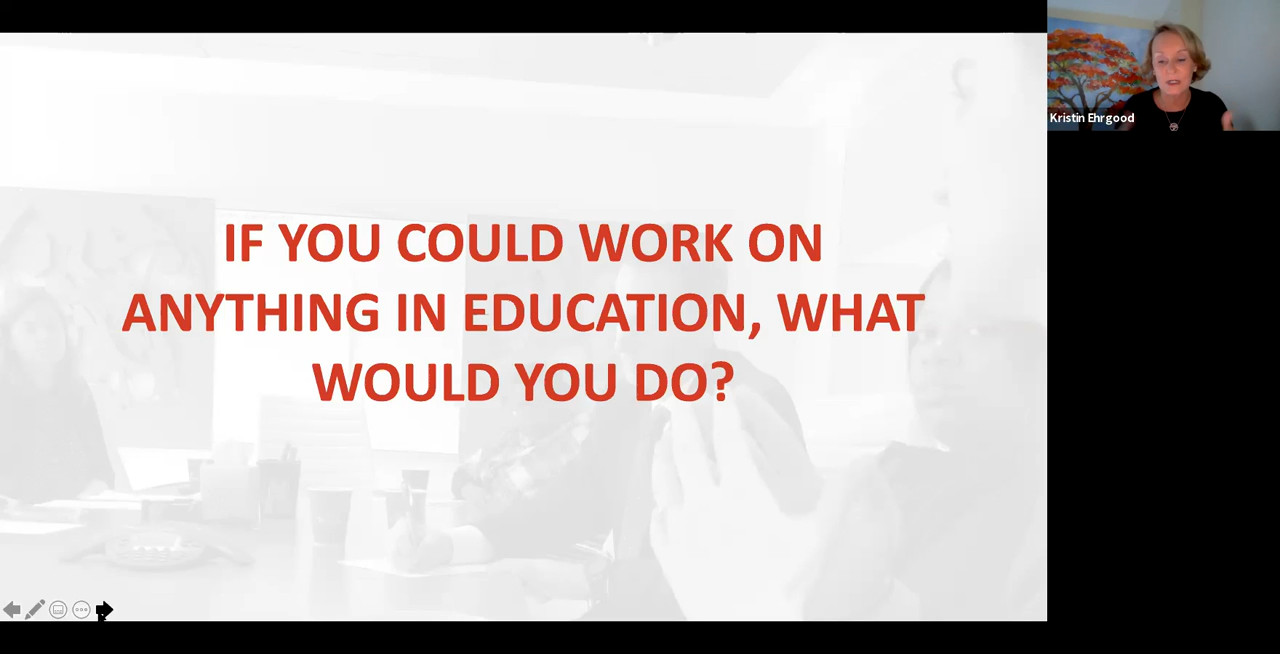 IF YOU COULD WORK ON
ANYTHING IN EDUCATION, WHAT
WOULD YOU DO?
Kristin Ehrgood